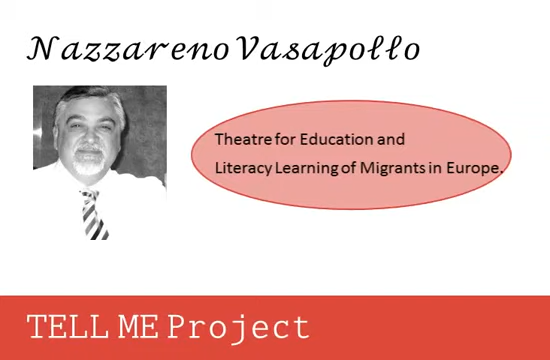 Nazzareno Vasapollo
Theatre for Education and
Literacy Learning of Migrants in Europe.
TELL ME Project